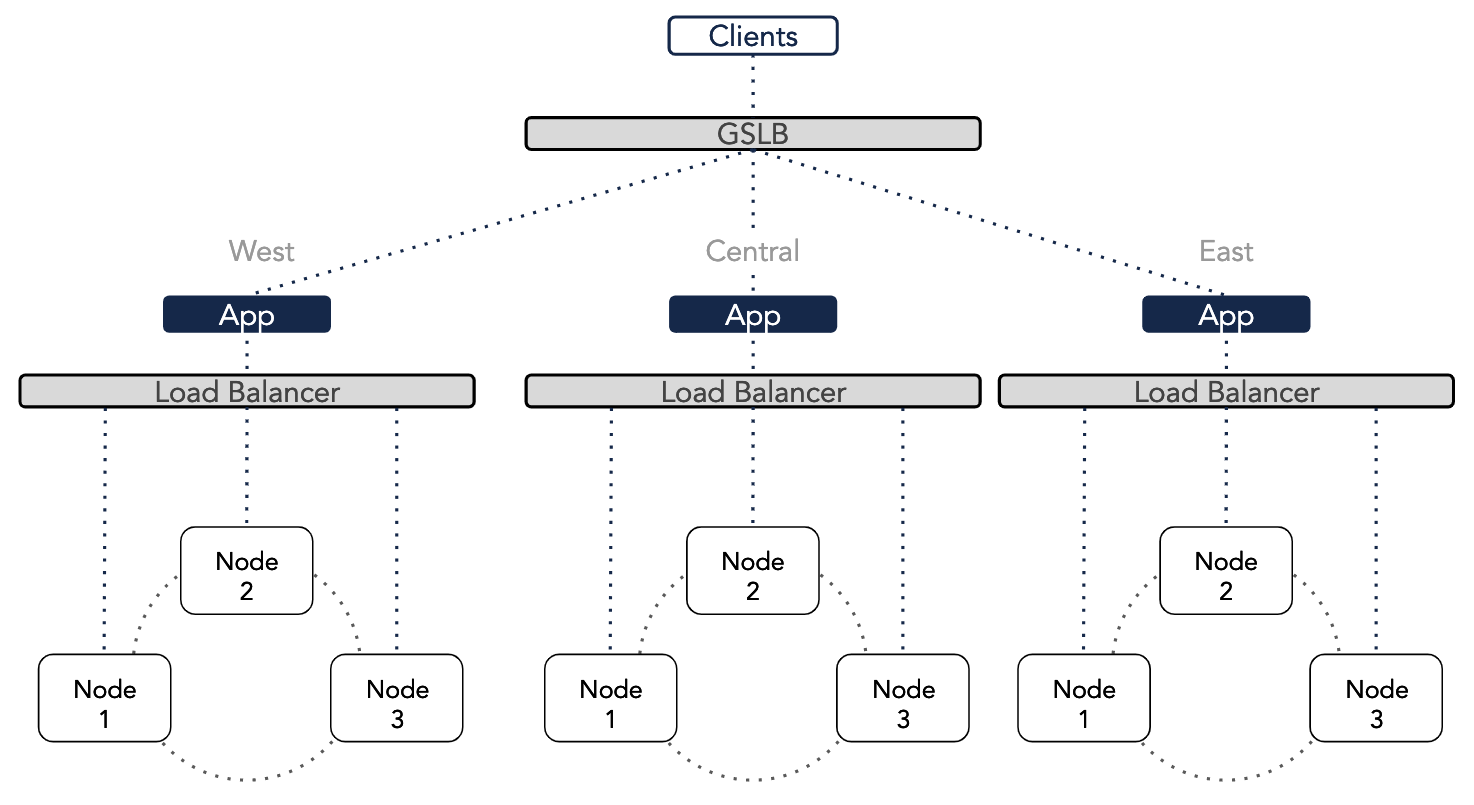 Clients
GSLB
West
Central
East
App
App
App
Load Balancer
Load Balancer
Load Balancer
Node
2
Node
2
Node
2
Node
1
Node
3
Node
1
Node
3
Node
1
Node
3